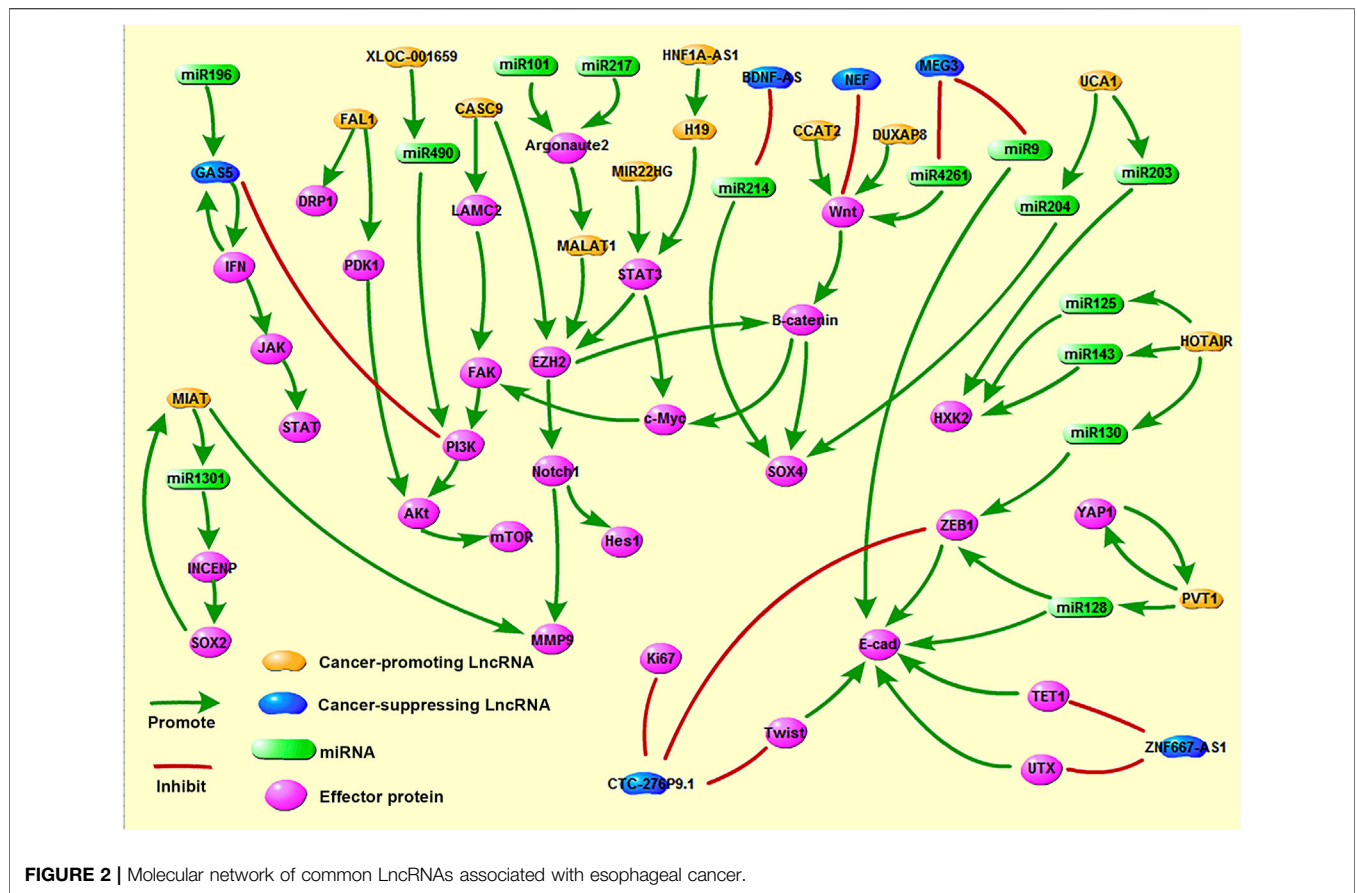 miR196
XLOC-001659
miR101
miR217
HNF1A-AS1
BDNF-AS
NEF
MEG3
UCA1
FAL1
CASC9
H19
CCAT2
DUXAP8
miR490
Argonaute2
miR9
GAS5
MIR22HG
miR214
miR4261
miR203
DRP1
LAMC2
Wnt
miR204
MALAT1
IFN
PDK1
STAT3
B-catenin
miR125
JAK
EZH2
HOTAIR
miR143
FAK
MIAT
c-Myc
HXK2
STAT
PI3K
miR130
miR1301
Notch1
SOX4
AKt
mTOR
Hes1
ZEB1
YAP1
INCENP
miR128
PVT1
SOX2
MMP9
Ki67
E-cad
TET1
Twist
ZNF667-AS1
UTX
CTC-276P9.1
Cancer-promoting LncRNA
Promote
Cancer-suppressing LncRNA
miRNA
Inhibit
Effector protein
FIGURE 2 | Molecular network of common LncRNAs associated with esophageal cancer.